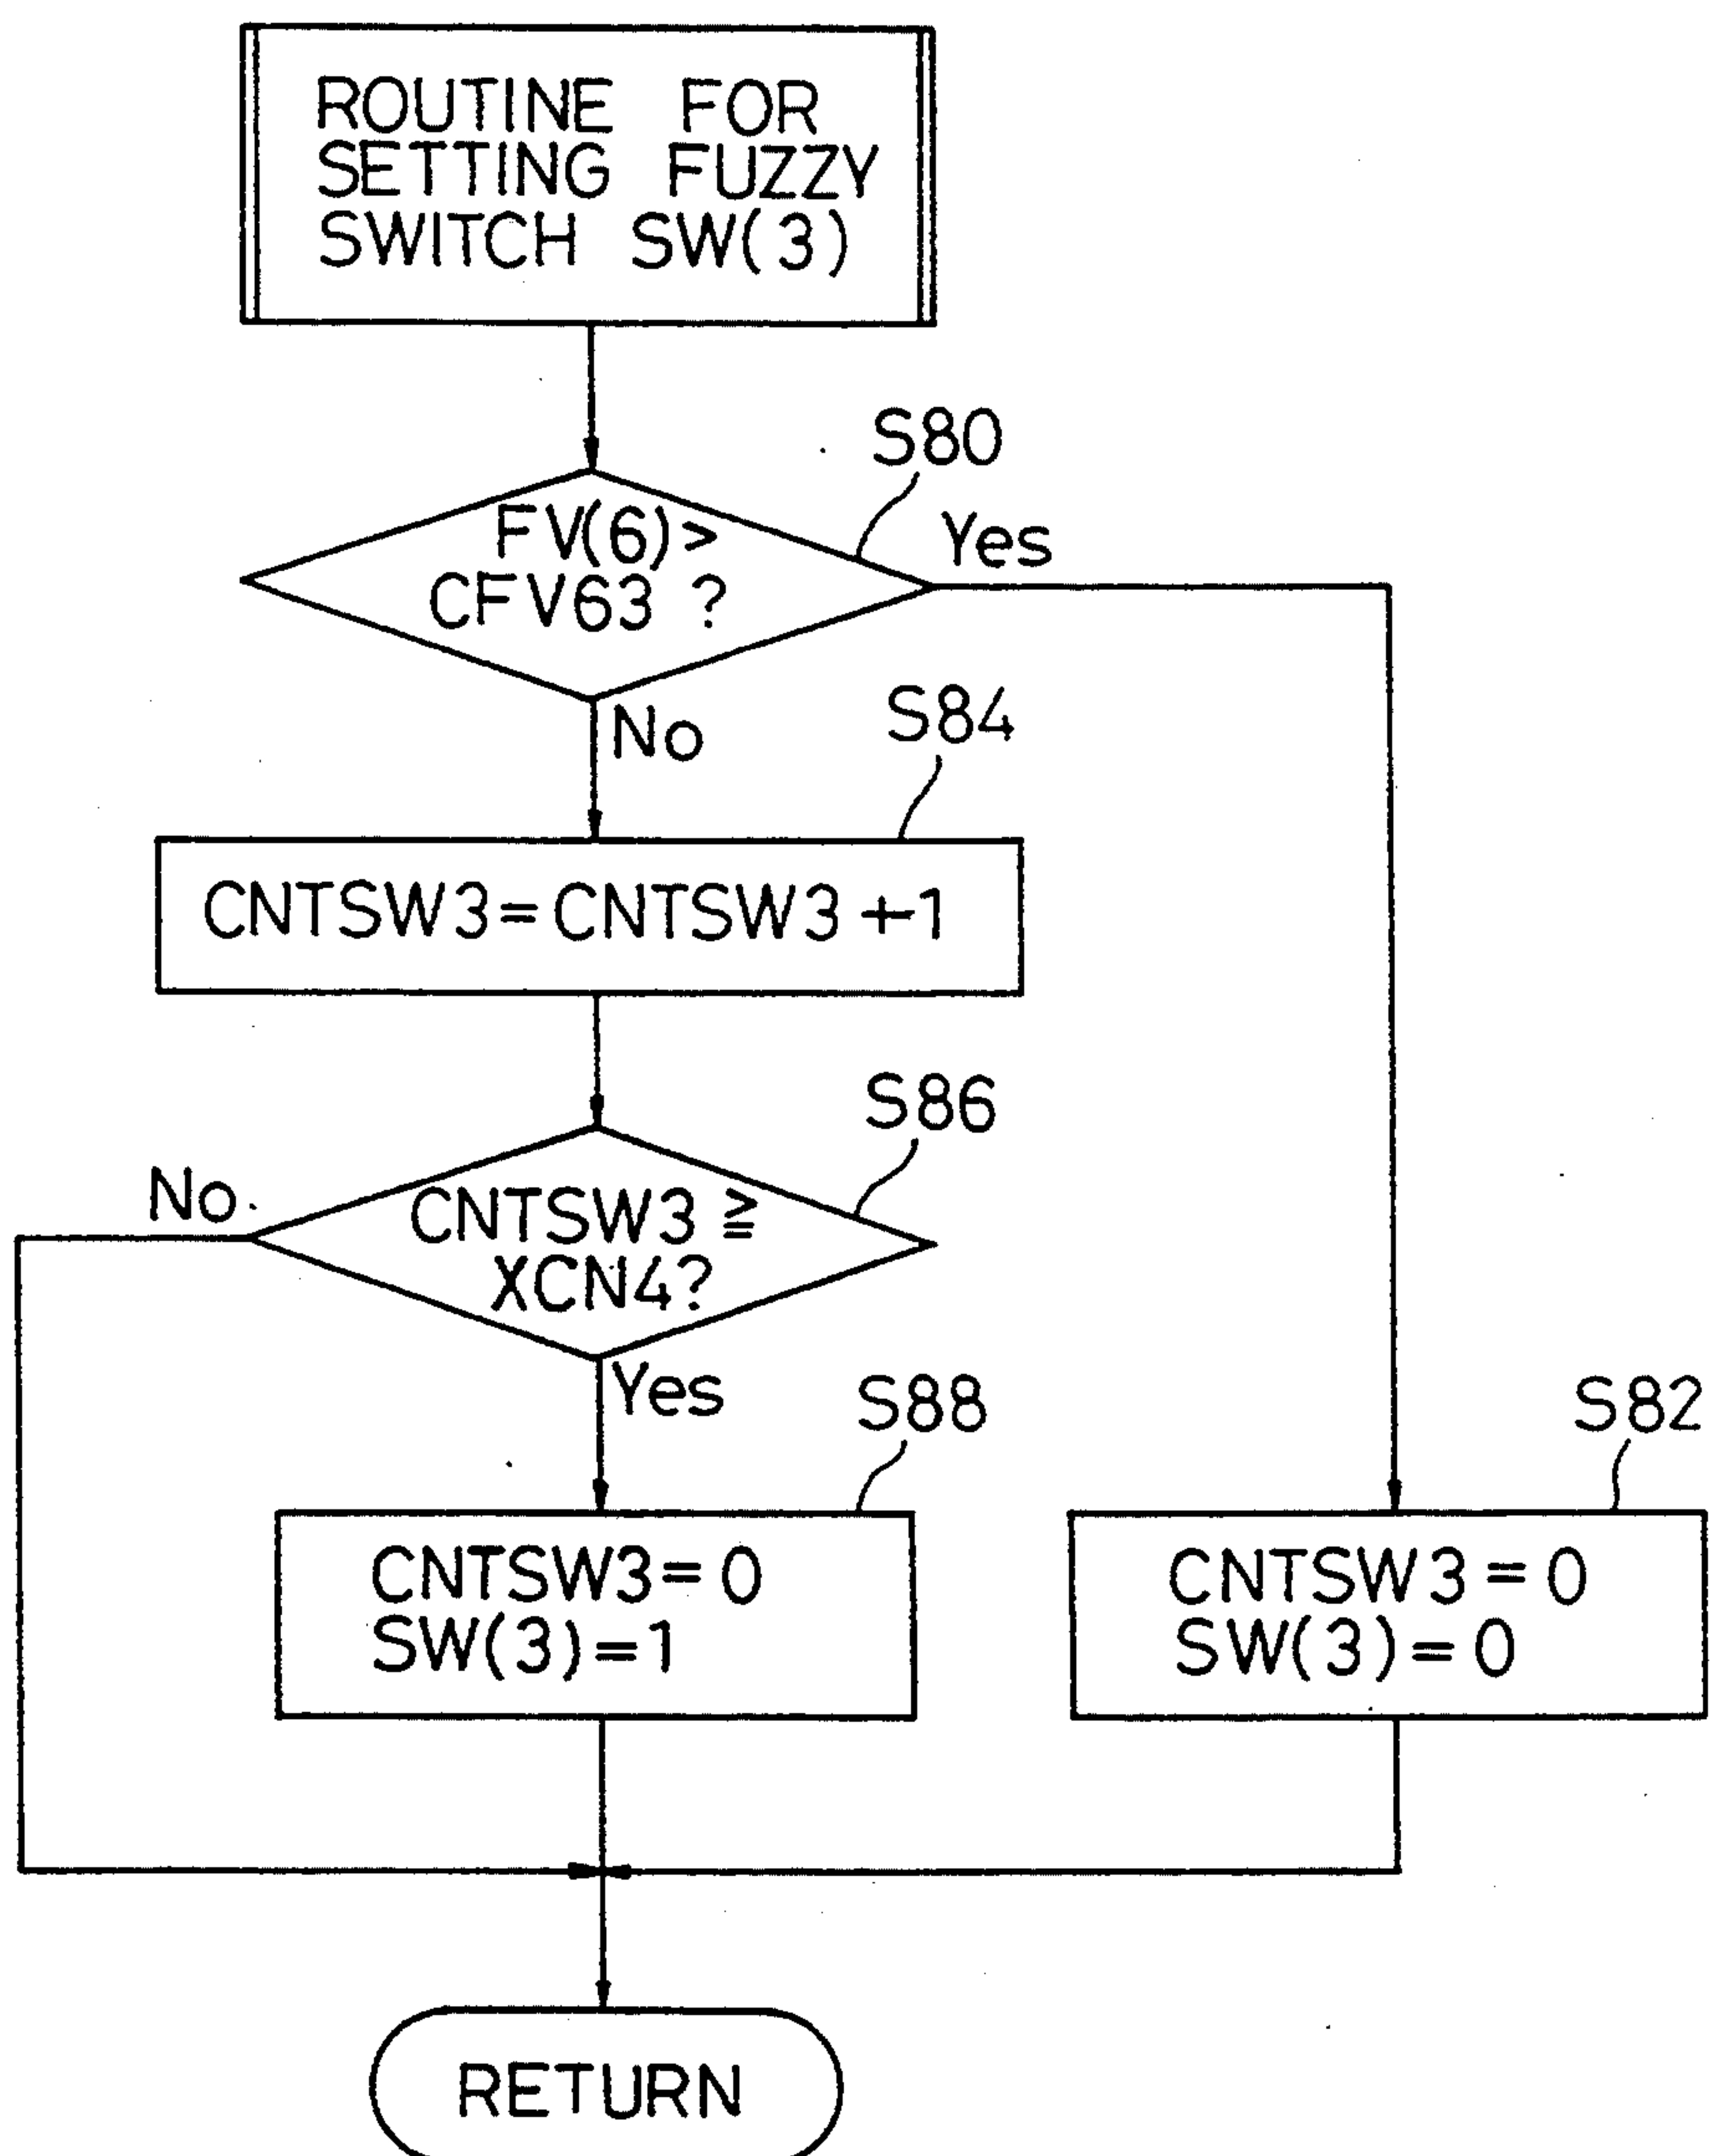 ROUTINE FOR
SETTING FUZZY
SWITCH SW(3)
S80
FV(6)>
CFV63 ?
Yes
No
S84
CNTSW3=CNTSW3+1
S86
No
CNTSW3≧
XCN4?
Yes
S88
CNTSW3=0
SW(3)=1
S82
CNTSW3=0
SW(3)=0
RETURN